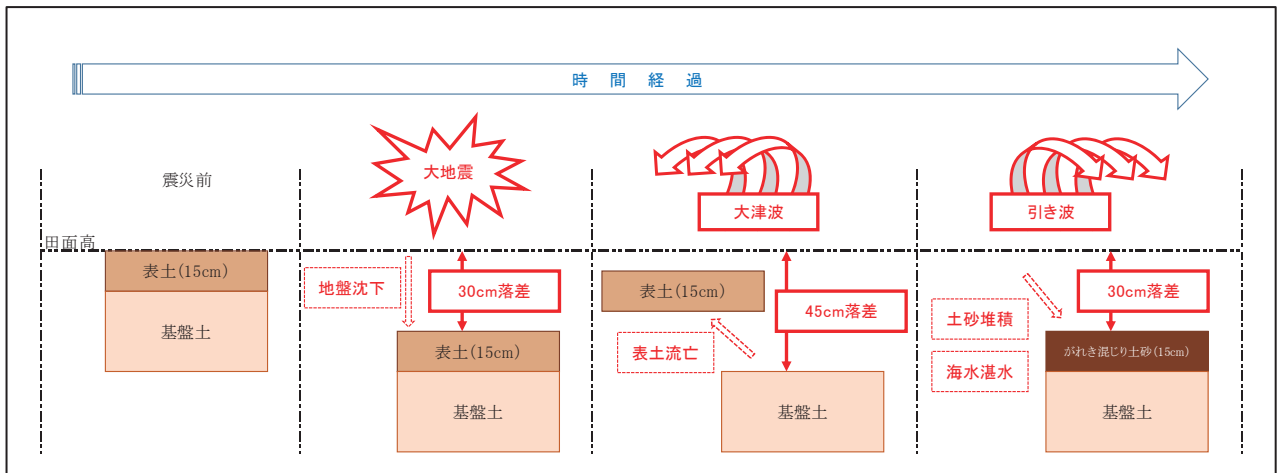 時間経過
震災前
田面高
表土(15cm)
基盤土
大地震
地盤沈下
30cm落差
表土(15cm)
基盤土
大津波
表土(15cm)
45cm落差
表土流亡
基盤土
引き波
30cm落差
土砂堆積
海水湛水
がれき混じり土砂(15cm)
基盤土